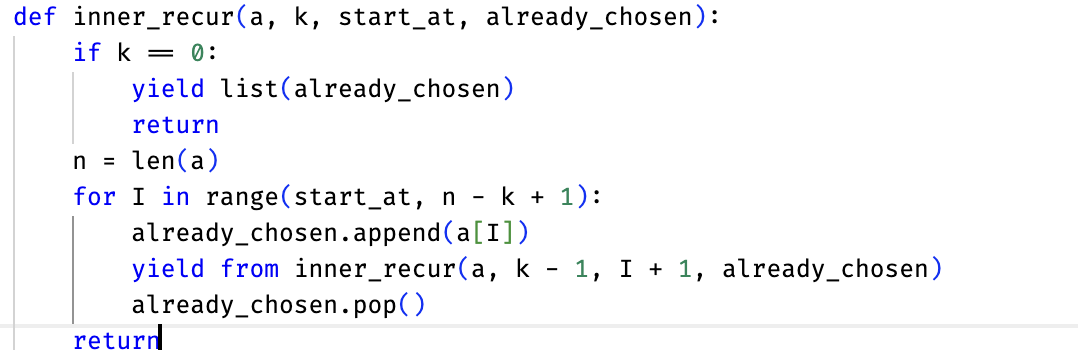 def inner_recur(a, k, start_at, already_chosen):
    if k == 0:
        yield list(already_chosen)
        return
    n = len(a)
    for I in range(start_at, n - k + 1):
        already_chosen.append(a[I])
        yield from inner_recur(a, k - 1, I + 1, already_chosen)
        already_chosen.pop()
    return